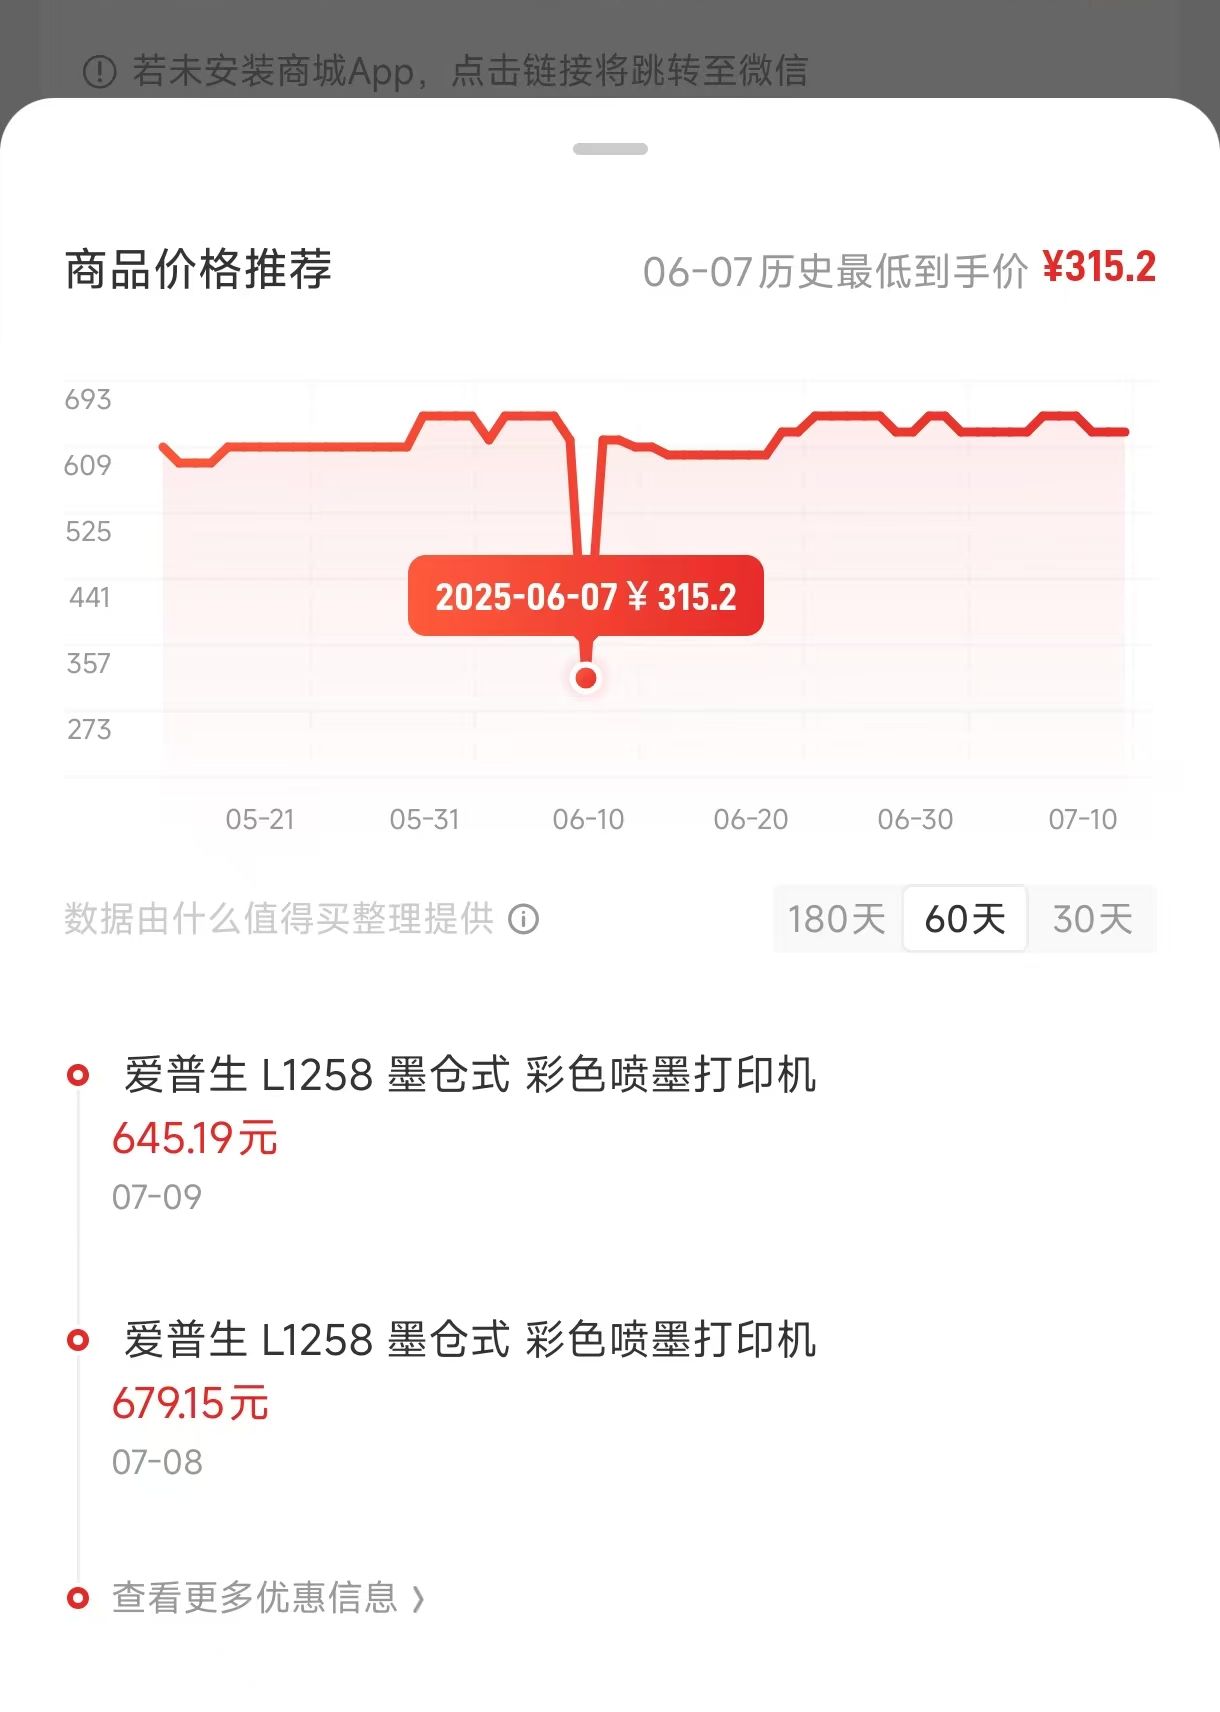 若未安装商城App，点击链接将跳转至微信
商品价格推荐
06-07历史最低到手价 ¥315.2
693
609
525
441
357
273
2025-06-07 ¥ 315.2
05-21 05-31 06-10 06-20 06-30 07-10
数据由什么值得买整理提供
180天 60天 30天
爱普生 L1258 墨仓式 彩色喷墨打印机
645.19元
07-09
爱普生 L1258 墨仓式 彩色喷墨打印机
679.15元
07-08
查看更多优惠信息 〉